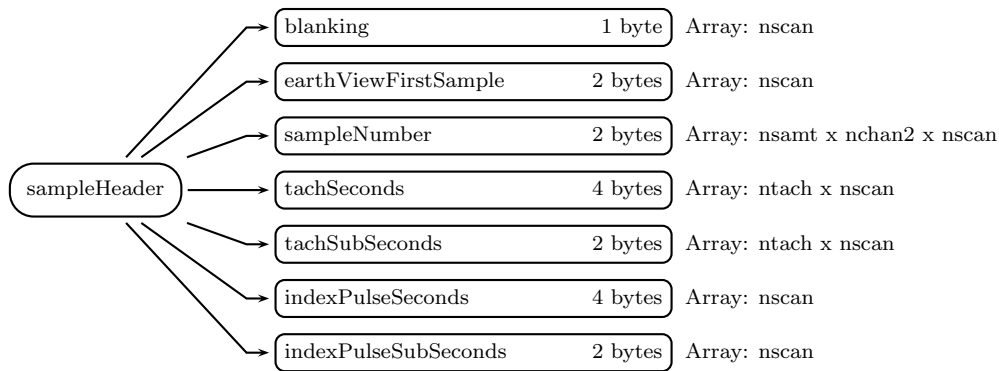 blanking 1 byte Array: nscan
earthViewFirstSample 2 bytes Array: nscan
sampleNumber 2 bytes Array: nsamt x nchan2 x nscan
sampleHeader tachSeconds 4 bytes Array: ntach x nscan
tachSubSeconds 2 bytes Array: ntach x nscan
indexPulseSeconds 4 bytes Array: nscan
indexPulseSubSeconds 2 bytes Array: nscan